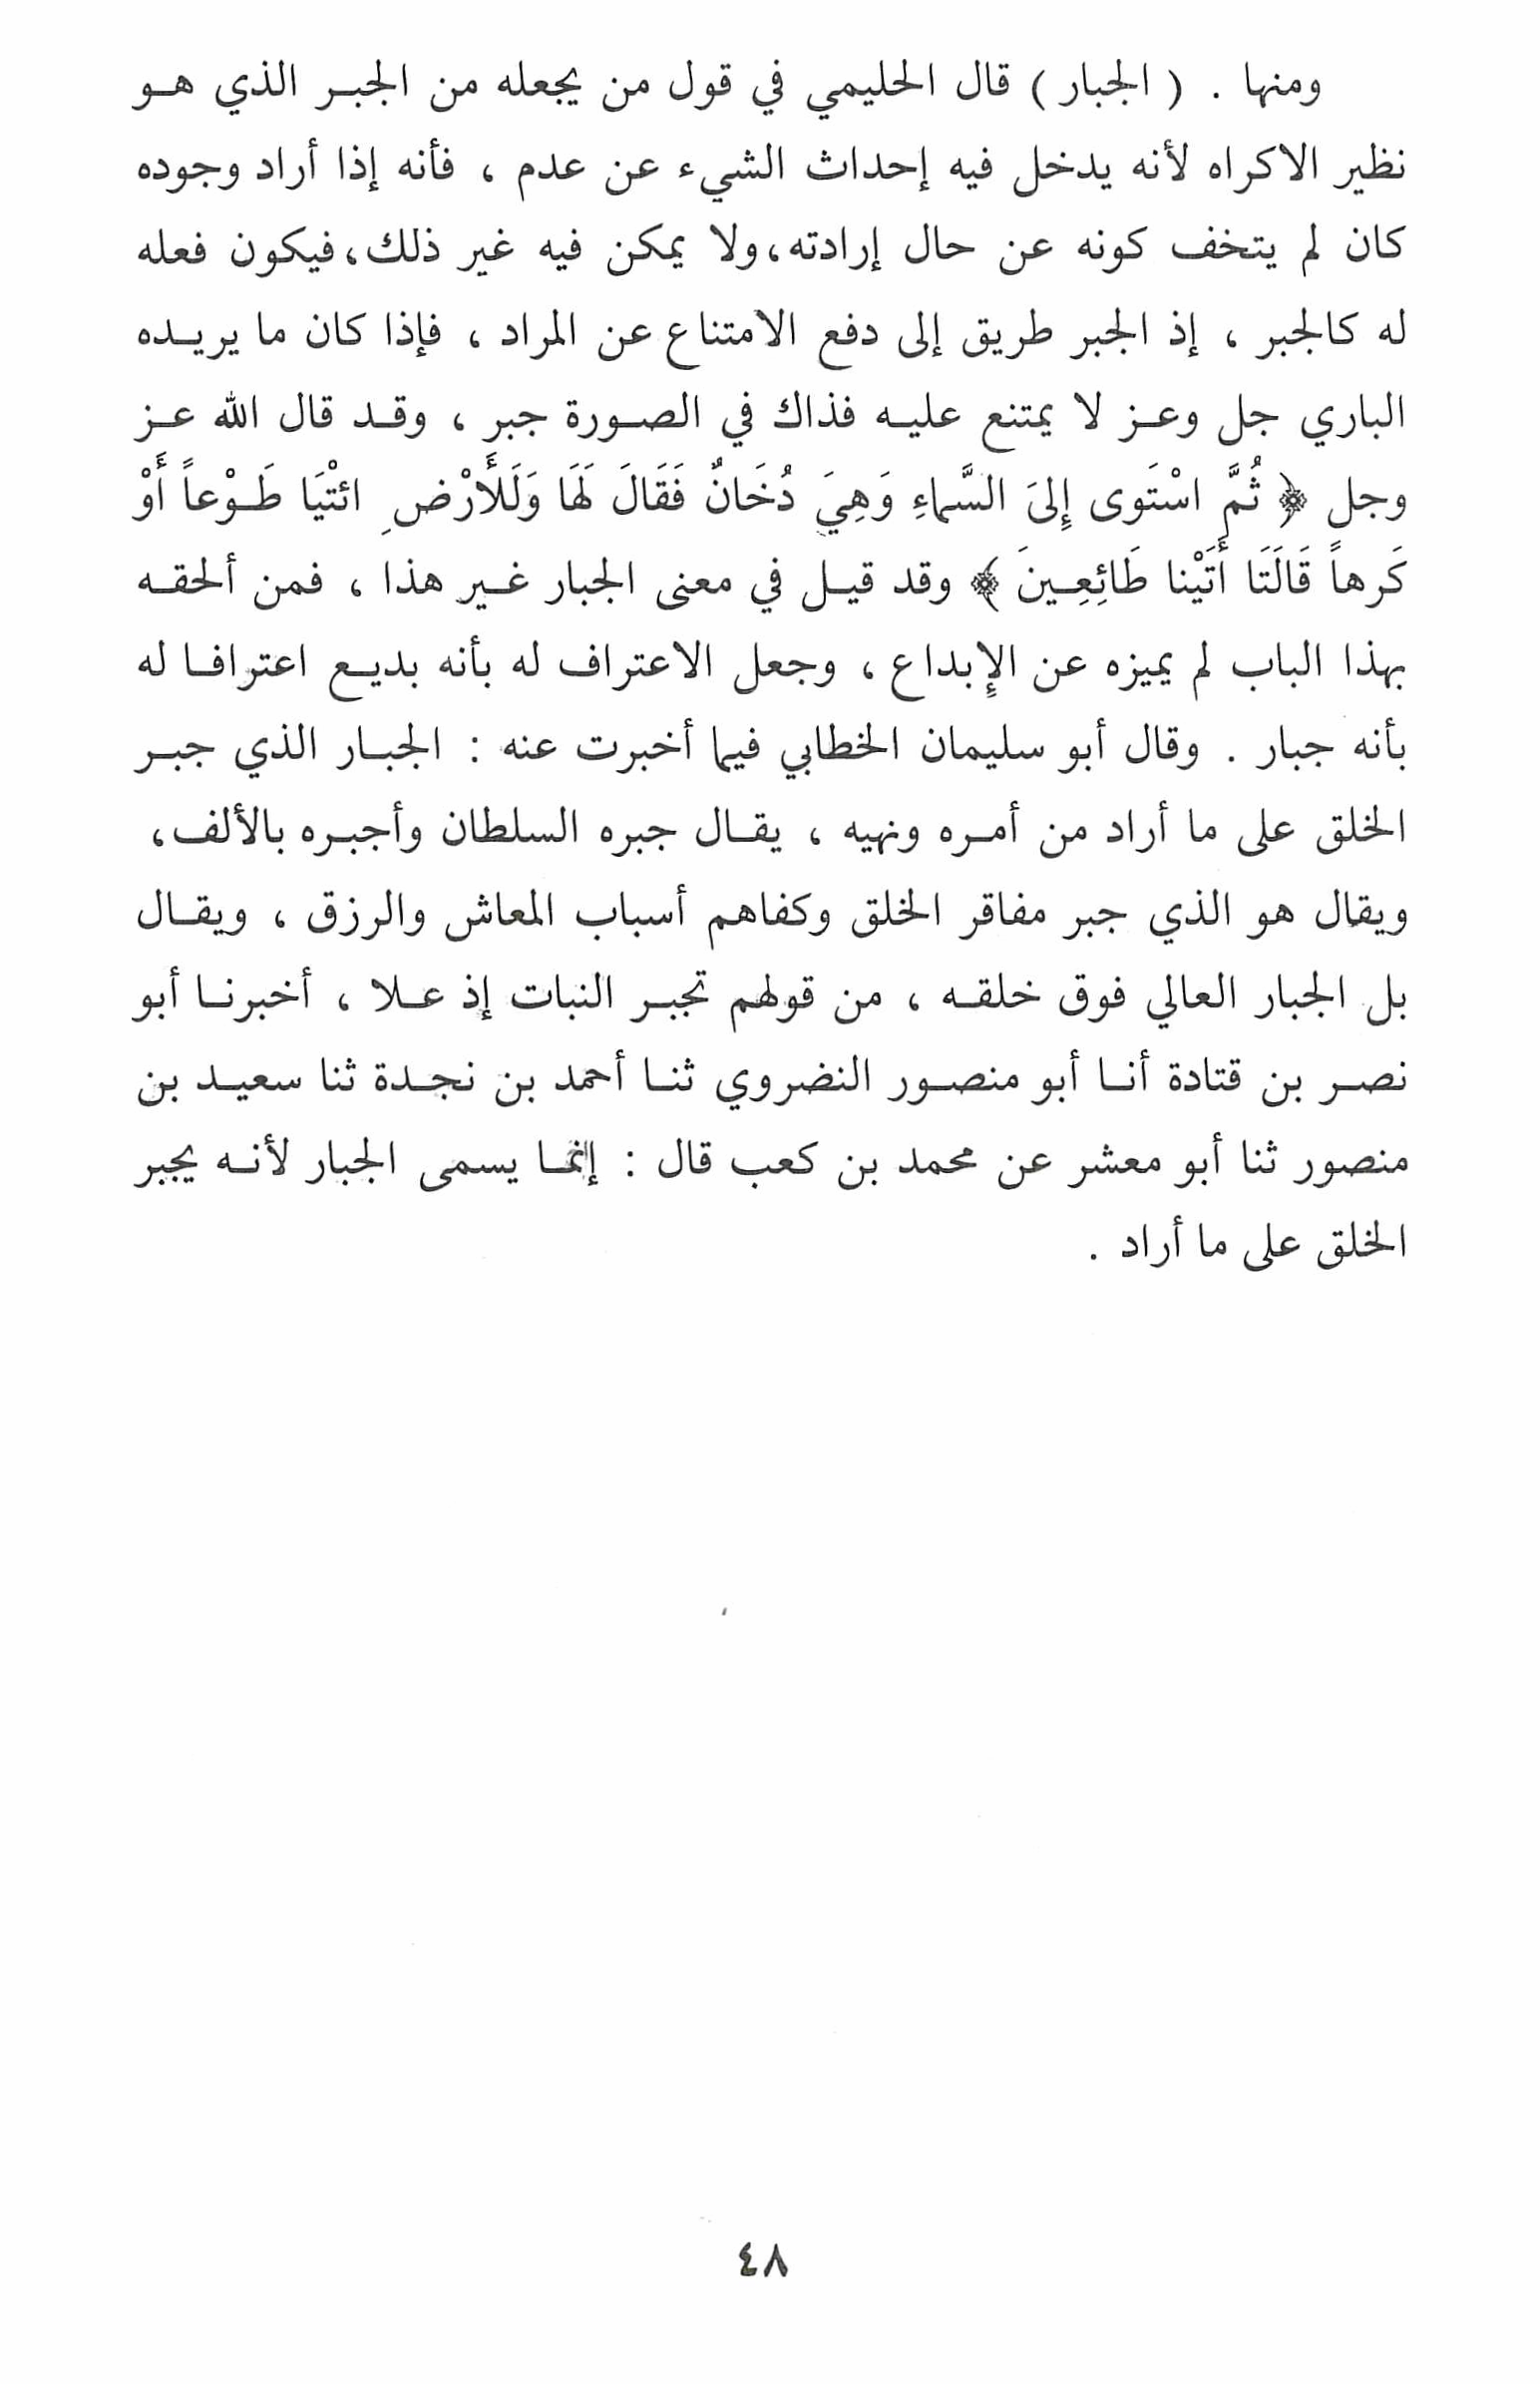 ومنها . ( الجبار ) قال الحليمي في قول من يجعله من الجبر الذي هو
نظير الاكراه لأنه يدخل فيه إحداث الشيء عن عدم ، فأنه إذا أراد وجوده
كان لم يتخف كونه عن حال إرادته، ولا يمكن فيه غير ذلك، فيكون فعله
له كالجبر ، إذ الجبر طريق إلى دفع الامتناع عن المراد ، فإذا كان ما يريده
الباري جل وعز لا يمتنع عليه فذاك في الصورة جبر ، وقد قال الله عز
وجل ﴿ ثُمَّ اسْتَوى إِلىَ السَّماءِ وَهِيَ دُخَانٌ فَقَالَ لَهَا وَلَلأَرْضِ ائتْيَا طَوْعاً أَوْ
كَرهاً قَالَتَا أَتَيْنا طَائِعِينَ ﴾ وقد قيل في معنى الجبار غير هذا ، فمن ألحقه
بهذا الباب لم يميزه عن الإبداع ، وجعل الاعتراف له بأنه بديع اعترافا له
بأنه جبار . وقال أبو سليمان الخطابي فيما أخبرت عنه : الجبار الذي جبر
الخلق على ما أراد من أمره ونهيه ، يقال جبره السلطان وأجبره بالألف،
ويقال هو الذي جبر مفاقر الخلق وكفاهم أسباب المعاش والرزق ، ويقال
بل الجبار العالي فوق خلقه ، من قولهم تجبر النبات إذ علا ، أخبرنا أبو
نصر بن قتادة أنا أبو منصور النضروي ثنا أحمد بن نجدة ثنا سعيد بن
منصور ثنا أبو معشر عن محمد بن كعب قال : إنما يسمى الجبار لأنه يجبر
الخلق على ما أراد .
٤٨